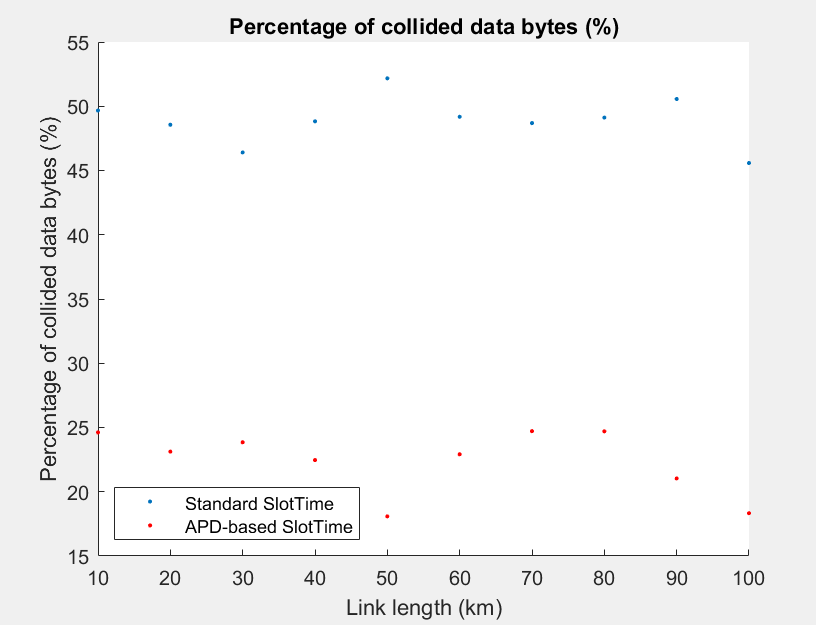 Percentage of collided data bytes (%)
Percentage of collided data bytes (%)
55
50
45
40
35
30
25
20
15
Standard SlotTime
APD-based SlotTime
10 20 30 40 50 60 70 80 90 100
Link length (km)